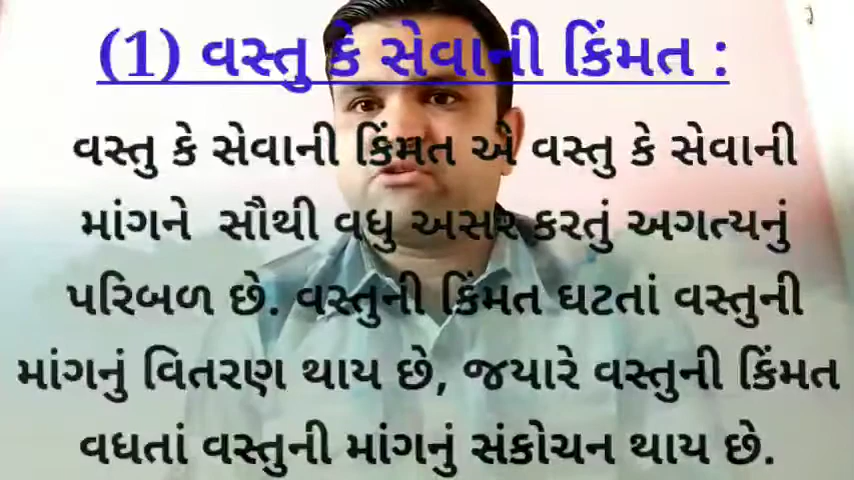 (1) વસ્તુ કે સેવાની કિંમત :
વસ્તુ કે સેવાની કિંમત એ વસ્તુ કે સેવાની
માંગને સૌથી વધુ અસર કરતું અગત્યનું
પરિબળ છે. વસ્તુની કિંમત ઘટતાં વસ્તુની
માંગનું વિતરણ થાય છે, જયારે વસ્તુની કિંમત
વધતાં વસ્તુની માંગનું સંકોચન થાય છે.